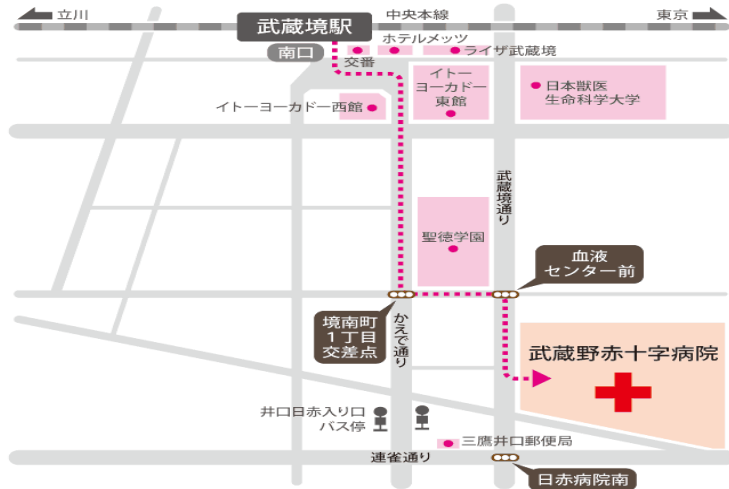 立川
武蔵境駅
中央本線
東京
南口
交番
ホテルメッツ
ライザ武蔵境
イトーヨーカドー西館
イトー
ヨーカドー
東館
日本獣医
生命科学大学
武蔵境通り
聖徳学園
血液
センター前
境南町
1丁目
交差点
かえで通り
武蔵野赤十字病院
井口日赤入り口
バス停
三鷹井口郵便局
連雀通り
日赤病院南